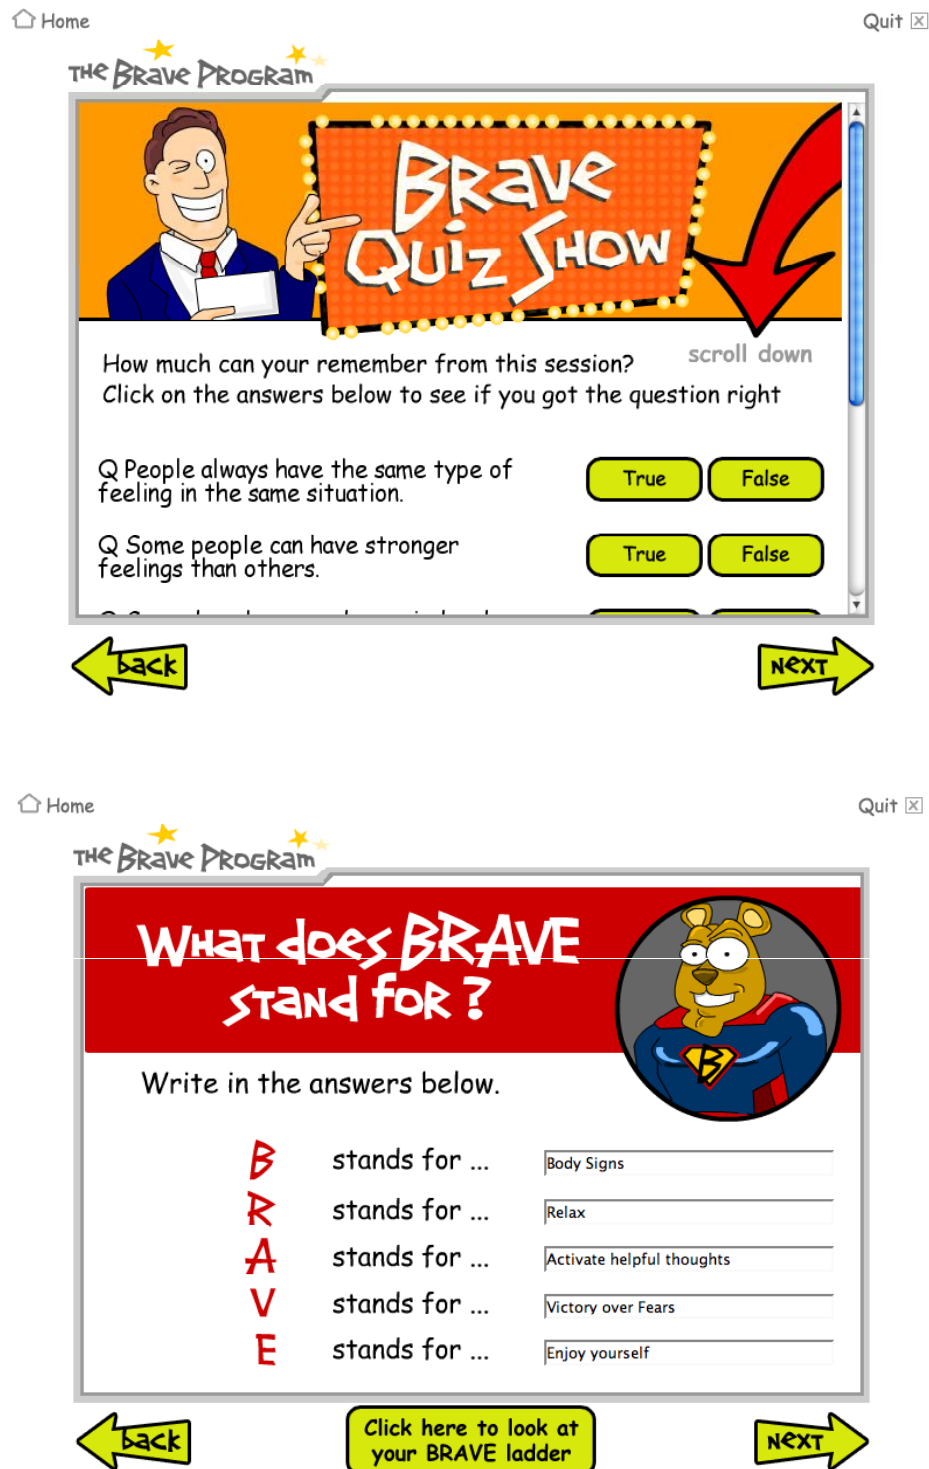 Home
Quit
THE BRAVE PROGRAM
BRAVE
QUIZ SHOW
scroll down
How much can your remember from this session?
Click on the answers below to see if you got the question right
Q People always have the same type of
feeling in the same situation.
True False
Q Some people can have stronger
feelings than others.
True False
back
NEXT
Home
Quit
THE BRAVE PROGRAM
WHAT does BRAVE
STAND FOR?
B
Write in the answers below.
B stands for ... Body Signs
R stands for ... Relax
A stands for ... Activate helpful thoughts
V stands for ... Victory over Fears
E stands for ... Enjoy yourself
back
Click here to look at
your BRAVE ladder
NEXT